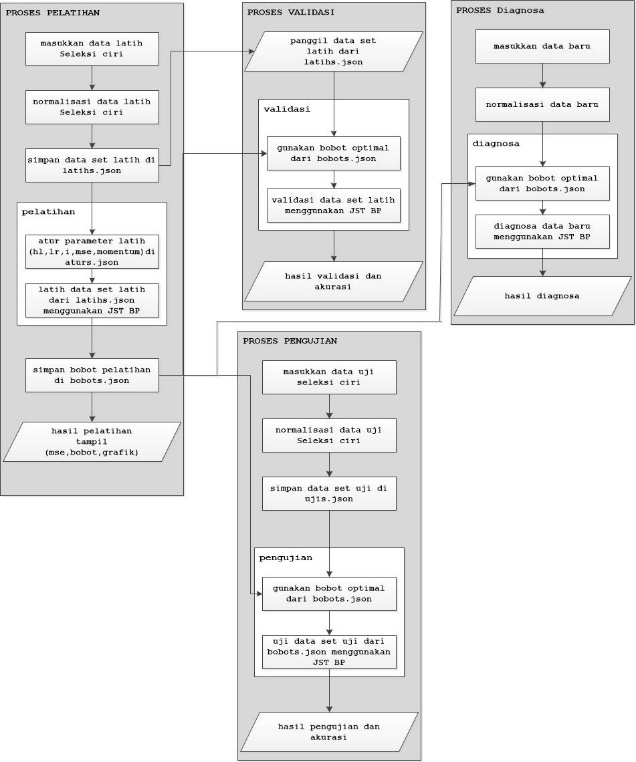 PROSES PELATIHAN
masukkan data latih
Seleksi ciri
normalisasi data latih
Seleksi ciri
simpan data set latih di
latihs.json
pelatihan
atur parameter latih
(hl,lr,i,mse,momentum)di
aturs.json
latih data set latih
dari latihs.json
menggunakan JST BP
simpan bobot pelatihan
di bobots.json
hasil pelatihan
tampil
(mse,bobot,grafik)
PROSES VALIDASI
panggil data set
latih dari
latihs.json
validasi
gunakan bobot optimal
dari bobots.json
validasi data set latih
menggunakan JST BP
hasil validasi dan
akurasi
PROSES Diagnosa
masukkan data baru
normalisasi data baru
diagnosa
gunakan bobot optimal
dari bobots.json
diagnosa data baru
menggunakan JST BP
hasil diagnosa
PROSES PENGUJIAN
masukkan data uji
seleksi ciri
normalisasi data uji
Seleksi ciri
simpan data set uji di
ujis.json
pengujian
gunakan bobot optimal
dari bobots.json
uji data set uji dari
bobots.json menggunakan
JST BP
hasil pengujian dan
akurasi